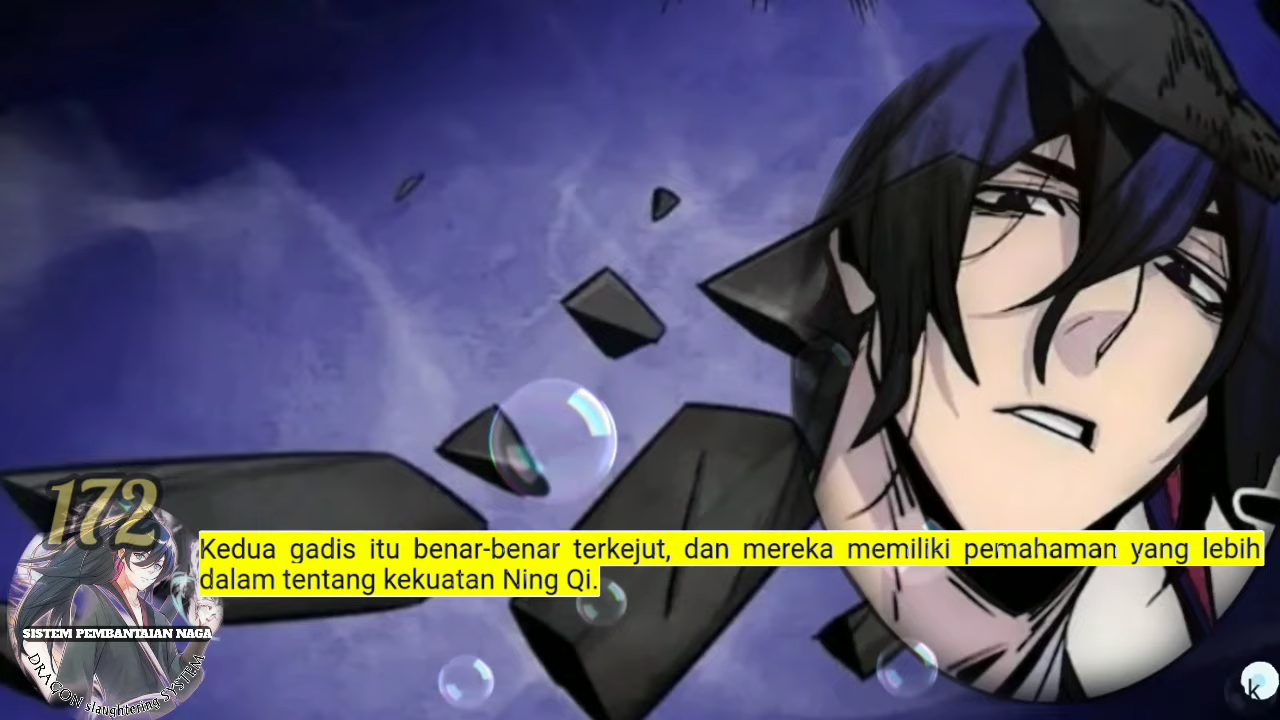 172
Kedua gadis itu benar-benar terkejut, dan mereka memiliki pemahaman yang lebih
dalam tentang kekuatan Ning Qi.
SISTEM PEMBANTAIAN NAGA
DRAGON slaughtering SYSTEM
k